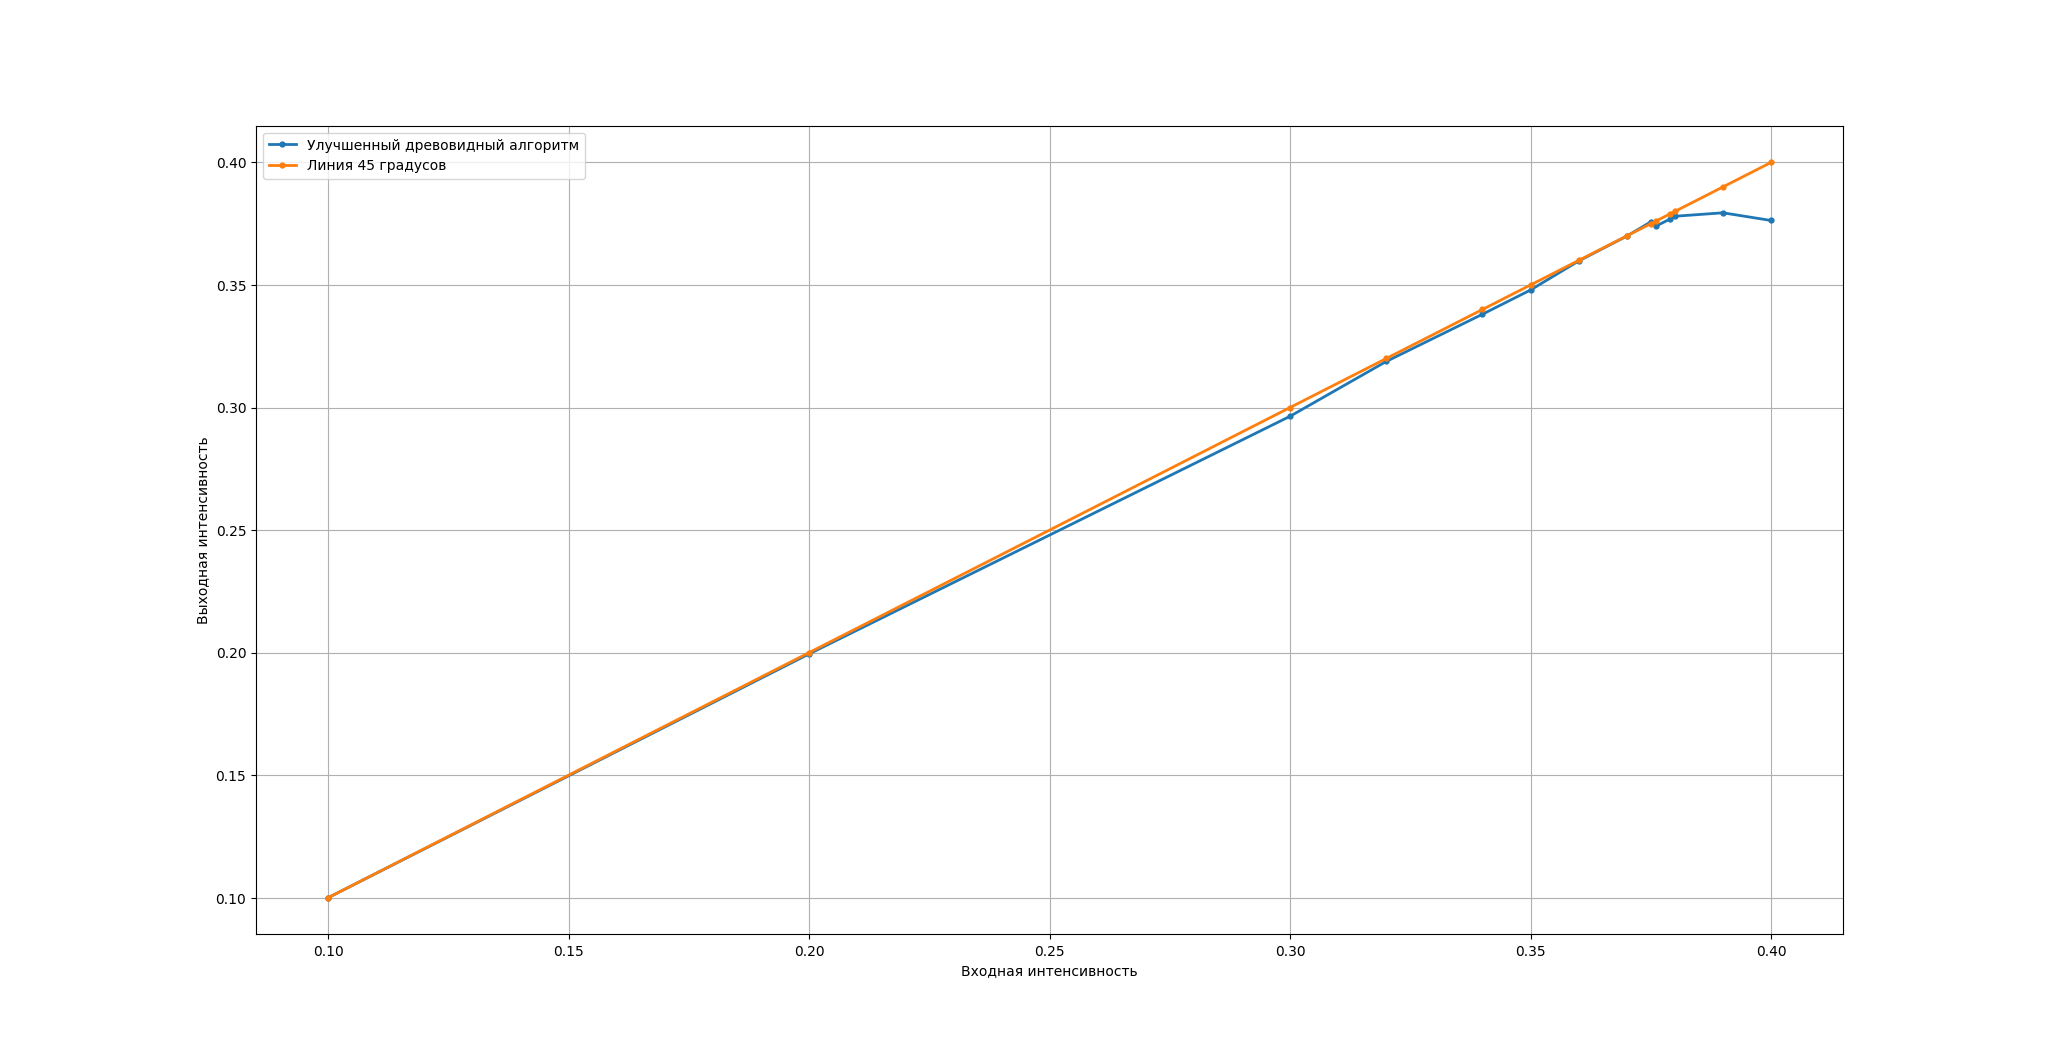 Улучшенный древовидный алгоритм
Линия 45 градусов
0.40
0.35
0.30
0.25
0.20
0.15
0.10
Выходная интенсивность
0.10 0.15 0.20 0.25 0.30 0.35 0.40
Входная интенсивность